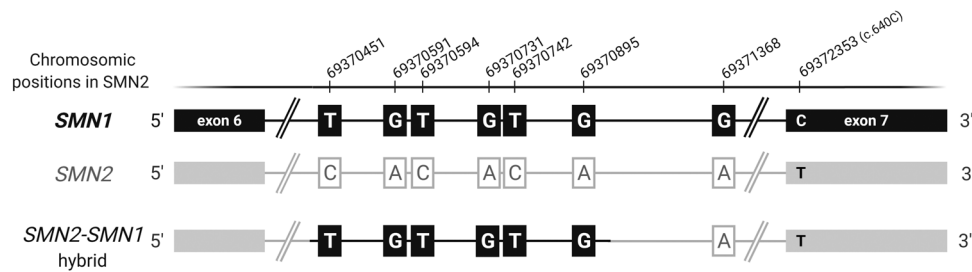 69370451 69370591 69370594 69370731 69370742 69370895 69371368 69372353 (c.640C)
Chromosomic
positions in SMN2
SMN1 5' exon 6 T G T G T G G C exon 7 3'
SMN2 5' C A C A C A A T 3'
SMN2-SMN1 5' T G T G T G A T 3'
hybrid